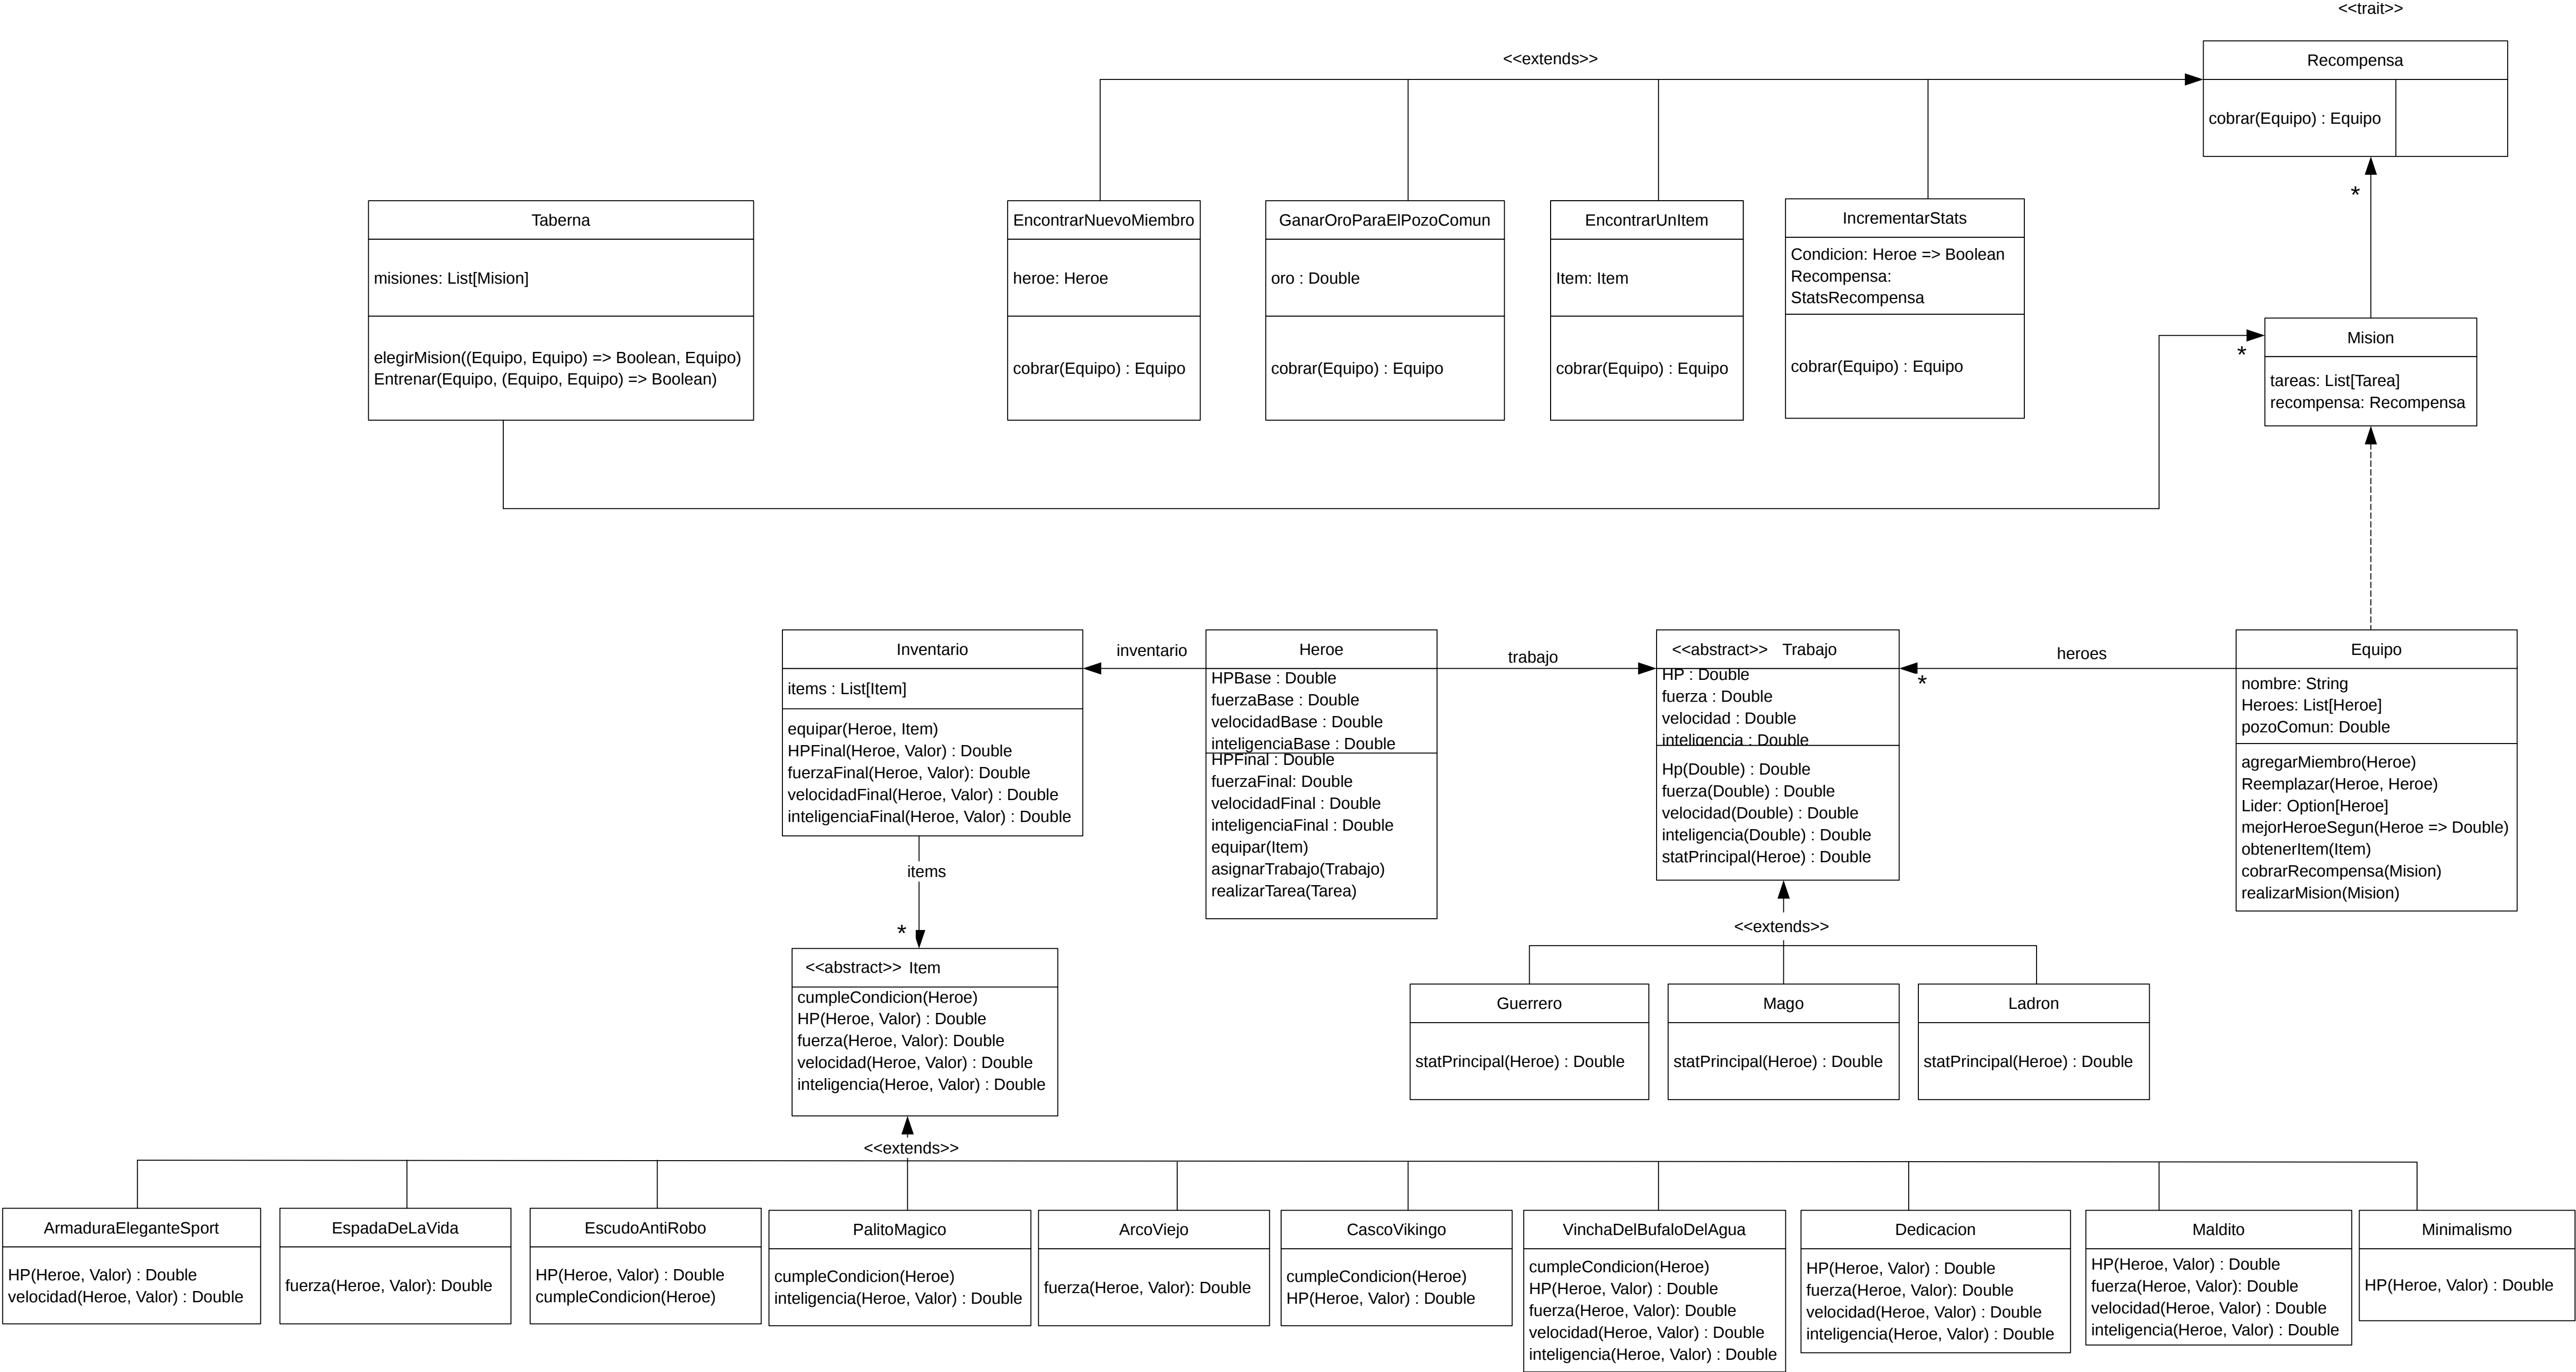 <<trait>>
<<extends>>
Recompensa
cobrar(Equipo) : Equipo
*
Taberna
misiones: List[Mision]
elegirMision((Equipo, Equipo) => Boolean, Equipo)
Entrenar(Equipo, (Equipo, Equipo) => Boolean)
EncontrarNuevoMiembro
heroe: Heroe
cobrar(Equipo) : Equipo
GanarOroParaElPozoComun
oro : Double
cobrar(Equipo) : Equipo
EncontrarUnItem
Item: Item
cobrar(Equipo) : Equipo
IncrementarStats
Condicion: Heroe => Boolean
Recompensa:
StatsRecompensa
cobrar(Equipo) : Equipo
*
Mision
tareas: List[Tarea]
recompensa: Recompensa
Inventario
items : List[Item]
equipar(Heroe, Item)
HPFinal(Heroe, Valor) : Double
fuerzaFinal(Heroe, Valor): Double
velocidadFinal(Heroe, Valor) : Double
inteligenciaFinal(Heroe, Valor) : Double
inventario
Heroe
HPBase : Double
fuerzaBase : Double
velocidadBase : Double
inteligenciaBase : Double
HPFinal : Double
fuerzaFinal: Double
velocidadFinal : Double
inteligenciaFinal : Double
equipar(Item)
asignarTrabajo(Trabajo)
realizarTarea(Tarea)
trabajo
<<abstract>> Trabajo
HP : Double
fuerza : Double
velocidad : Double
inteligencia : Double
Hp(Double) : Double
fuerza(Double) : Double
velocidad(Double) : Double
inteligencia(Double) : Double
statPrincipal(Heroe) : Double
heroes
*
Equipo
nombre: String
Heroes: List[Heroe]
pozoComun: Double
agregarMiembro(Heroe)
Reemplazar(Heroe, Heroe)
Lider: Option[Heroe]
mejorHeroeSegun(Heroe => Double)
obtenerItem(Item)
cobrarRecompensa(Mision)
realizarMision(Mision)
items
*
<<extends>>
<<abstract>> Item
cumpleCondicion(Heroe)
HP(Heroe, Valor) : Double
fuerza(Heroe, Valor): Double
velocidad(Heroe, Valor) : Double
inteligencia(Heroe, Valor) : Double
Guerrero
statPrincipal(Heroe) : Double
Mago
statPrincipal(Heroe) : Double
Ladron
statPrincipal(Heroe) : Double
<<extends>>
ArmaduraEleganteSport
HP(Heroe, Valor) : Double
velocidad(Heroe, Valor) : Double
EspadaDeLaVida
fuerza(Heroe, Valor): Double
EscudoAntiRobo
HP(Heroe, Valor) : Double
cumpleCondicion(Heroe)
PalitoMagico
cumpleCondicion(Heroe)
inteligencia(Heroe, Valor) : Double
ArcoViejo
fuerza(Heroe, Valor): Double
CascoVikingo
cumpleCondicion(Heroe)
HP(Heroe, Valor) : Double
VinchaDelBufaloDelAgua
cumpleCondicion(Heroe)
HP(Heroe, Valor) : Double
fuerza(Heroe, Valor): Double
velocidad(Heroe, Valor) : Double
inteligencia(Heroe, Valor) : Double
Dedicacion
HP(Heroe, Valor) : Double
fuerza(Heroe, Valor): Double
velocidad(Heroe, Valor) : Double
inteligencia(Heroe, Valor) : Double
Maldito
HP(Heroe, Valor) : Double
fuerza(Heroe, Valor): Double
velocidad(Heroe, Valor) : Double
inteligencia(Heroe, Valor) : Double
Minimalismo
HP(Heroe, Valor) : Double